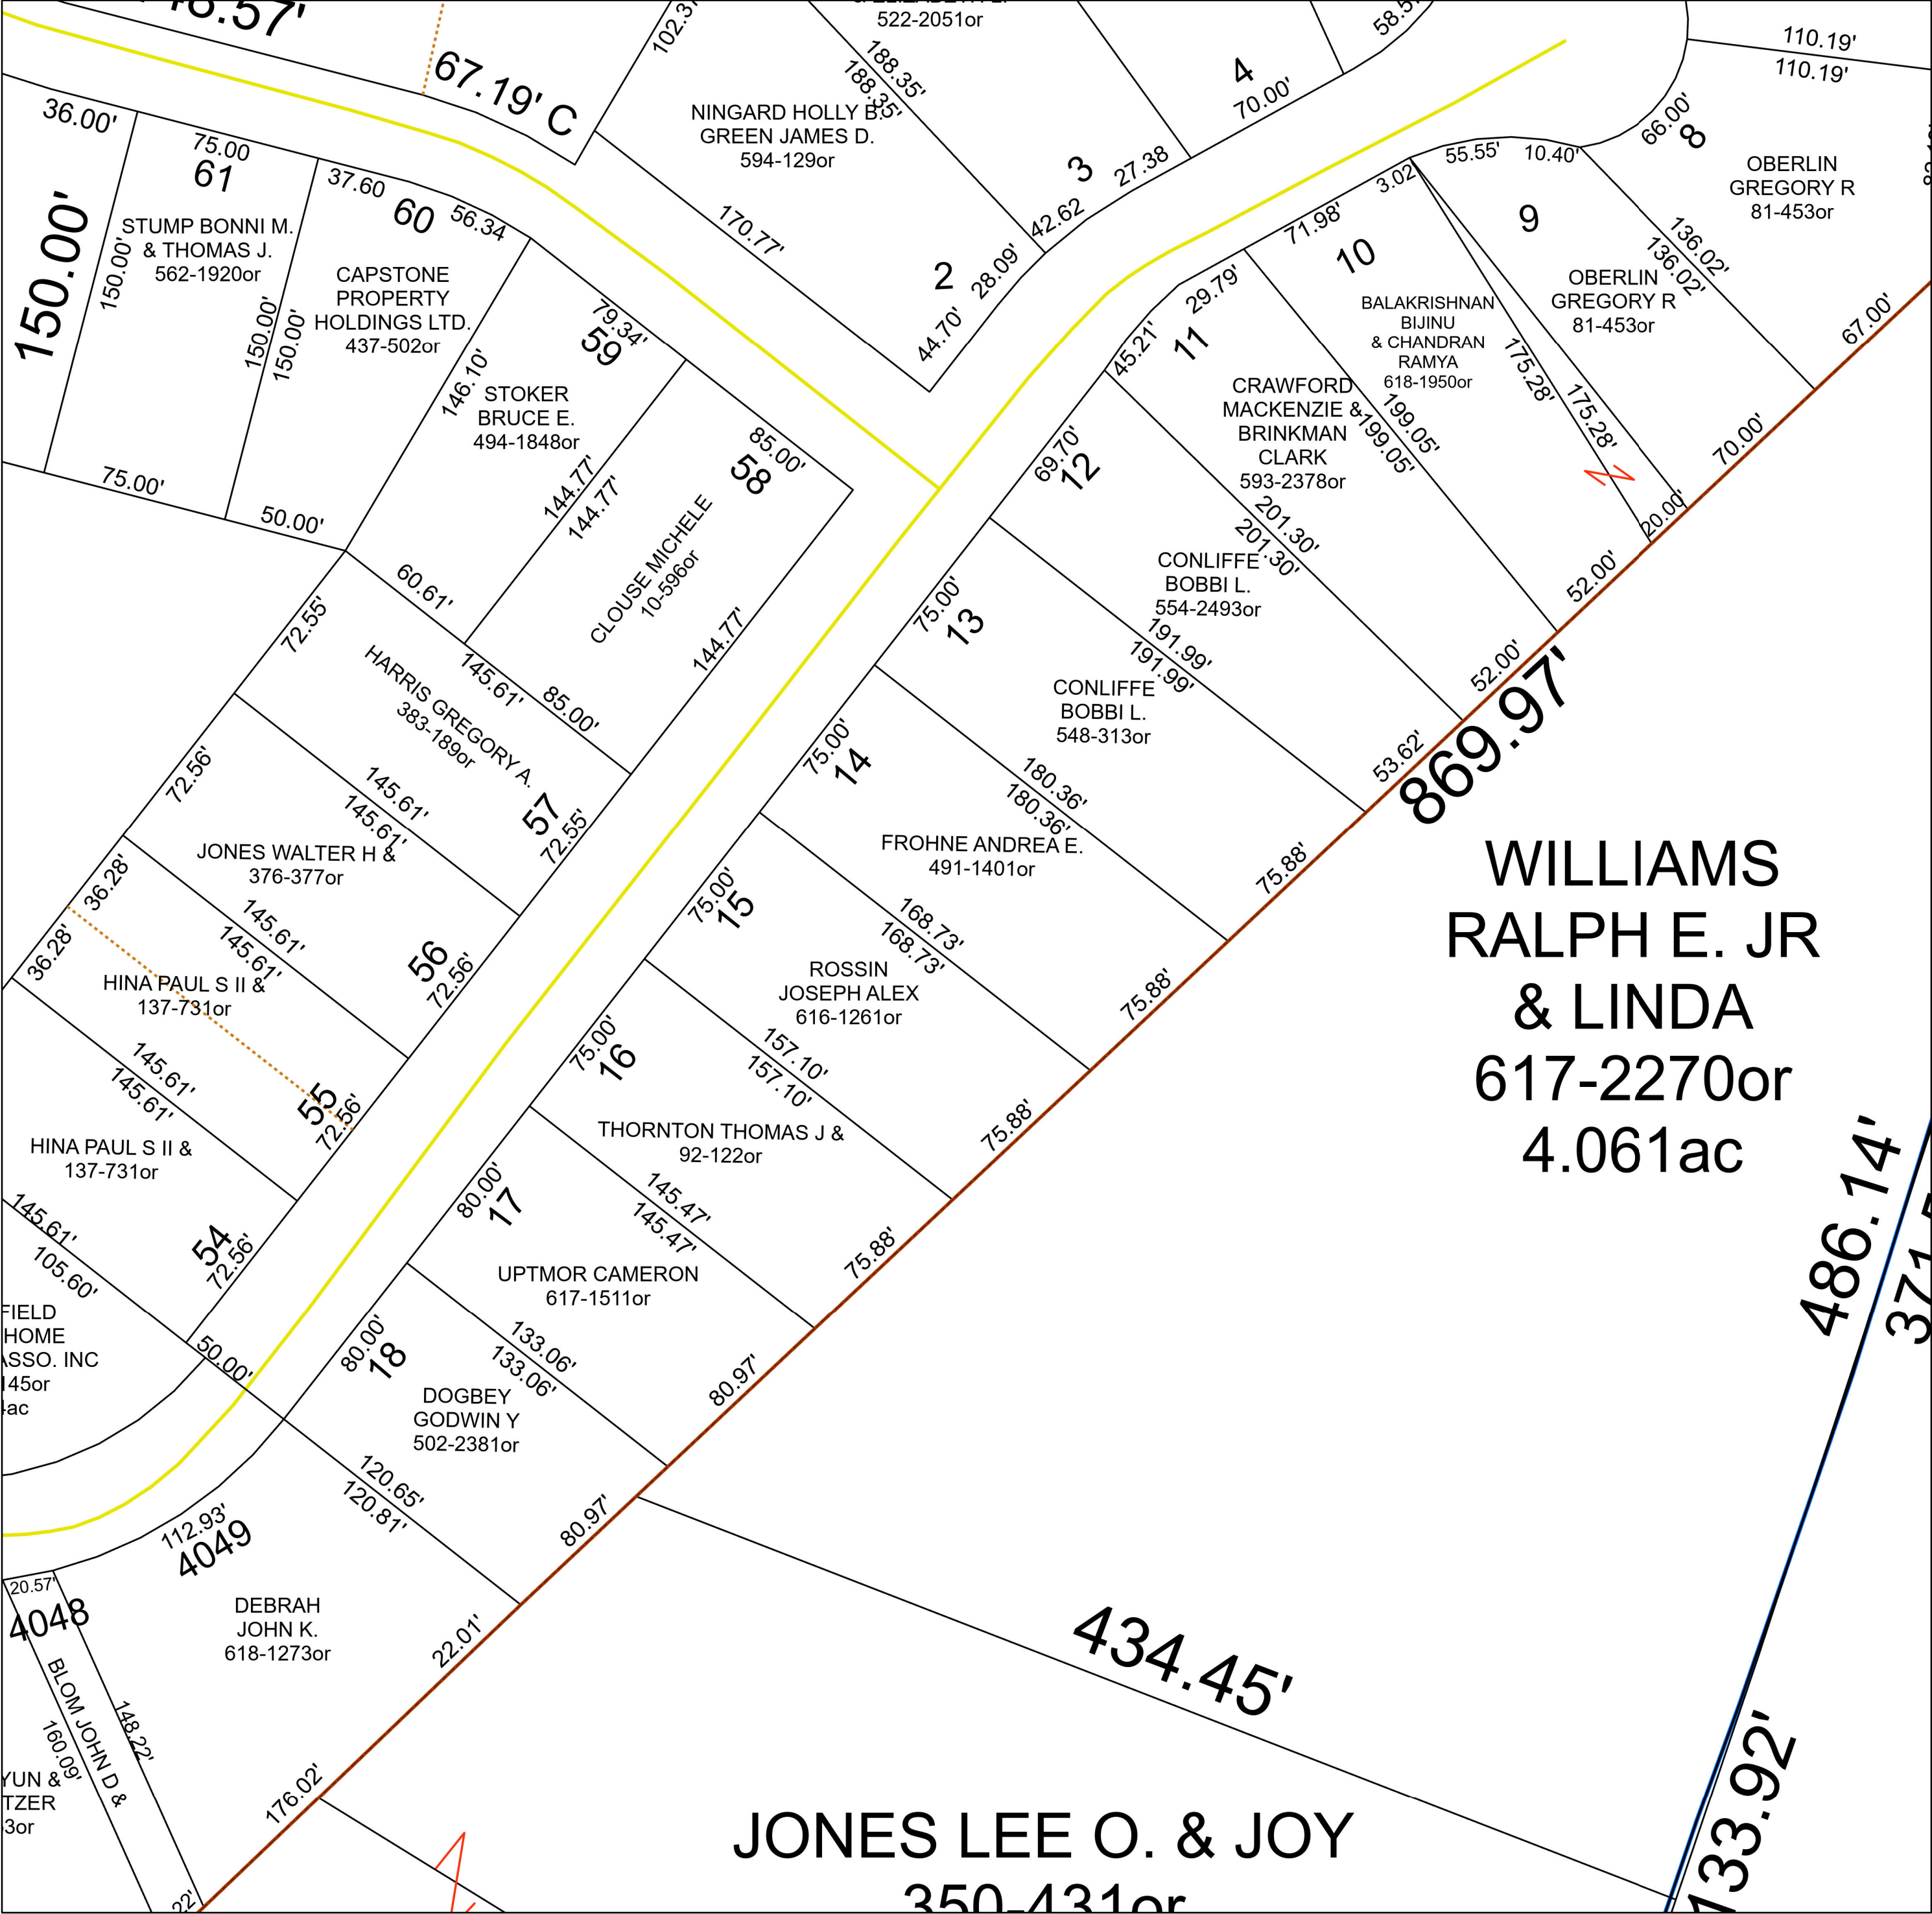 67.19' C
102.3
522-2051or
188.35'
188.35'
NINGARD HOLLY B.
GREEN JAMES D.
594-129or
4
70.00'
58.5
110.19'
110.19'
66.00'
8
OBERLIN
GREGORY R
81-453or
36.00'
75.00
61
150.00'
150.00'
STUMP BONNI M.
& THOMAS J.
562-1920or
150.00'
150.00'
37.60
60
56.34
CAPSTONE
PROPERTY
HOLDINGS LTD.
437-502or
146.10'
170.77'
2
44.70'
28.09'
42.62
3
27.38
55.55'
10.40'
3.02'
9
136.02'
136.02'
OBERLIN
GREGORY R
81-453or
67.00'
71.98'
10
BALAKRISHNAN
BIJINU
& CHANDRAN
RAMYA
618-1950or
175.28'
175.28'
70.00'
20.00'
79.34'
59
STOKER
BRUCE E.
494-1848or
144.77'
144.77'
85.00'
58
CLOUSE MICHELE
10-596or
144.77'
29.79'
45.21'
11
CRAWFORD
MACKENZIE &
BRINKMAN
CLARK
593-2378or
199.05'
199.05'
52.00'
75.00'
50.00'
69.70'
12
201.30'
201.30'
CONLIFFE
BOBBI L.
554-2493or
52.00'
60.61'
72.55'
145.61'
85.00'
HARRIS GREGORY A.
383-189or
57
72.55'
75.00'
13
191.99'
191.99'
CONLIFFE
BOBBI L.
548-313or
53.62'
869.97'
72.56'
145.61'
145.61'
JONES WALTER H &
376-377or
56
72.56'
75.00'
14
180.36'
180.36'
FROHNE ANDREA E.
491-1401or
75.88'
WILLIAMS
RALPH E. JR
& LINDA
617-2270or
4.061ac
36.28'
36.28'
145.61'
145.61'
HINA PAUL S II &
137-731or
55
72.56'
75.00'
15
168.73'
168.73'
ROSSIN
JOSEPH ALEX
616-1261or
75.88'
145.61'
145.61'
HINA PAUL S II &
137-731or
54
72.56'
75.00'
16
157.10'
157.10'
THORNTON THOMAS J &
92-122or
75.88'
486.14'
145.61'
105.60'
FIELD
HOME
ASSO. INC
145or
ac
50.00'
80.00'
17
145.47'
145.47'
UPTMOR CAMERON
617-1511or
75.88'
80.00'
18
133.06'
133.06'
DOGBEY
GODWIN Y
502-2381or
80.97'
120.65'
120.81'
80.97'
112.93'
4049
DEBRAH
JOHN K.
618-1273or
22.01'
434.45'
20.57'
4048
BLOM JOHN D &
160.09'
148.22'
YUN &
TZER
3or
176.02'
22'
133.92'
JONES LEE O. & JOY
350-431or